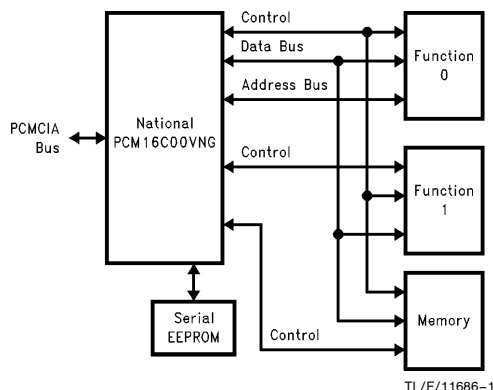 Control
Data Bus
Address Bus
Function
0
PCMCIA
Bus
National
PCM16C00VNG
Control
Function
1
Serial
EEPROM
Control
Memory
TL/F/11686-1